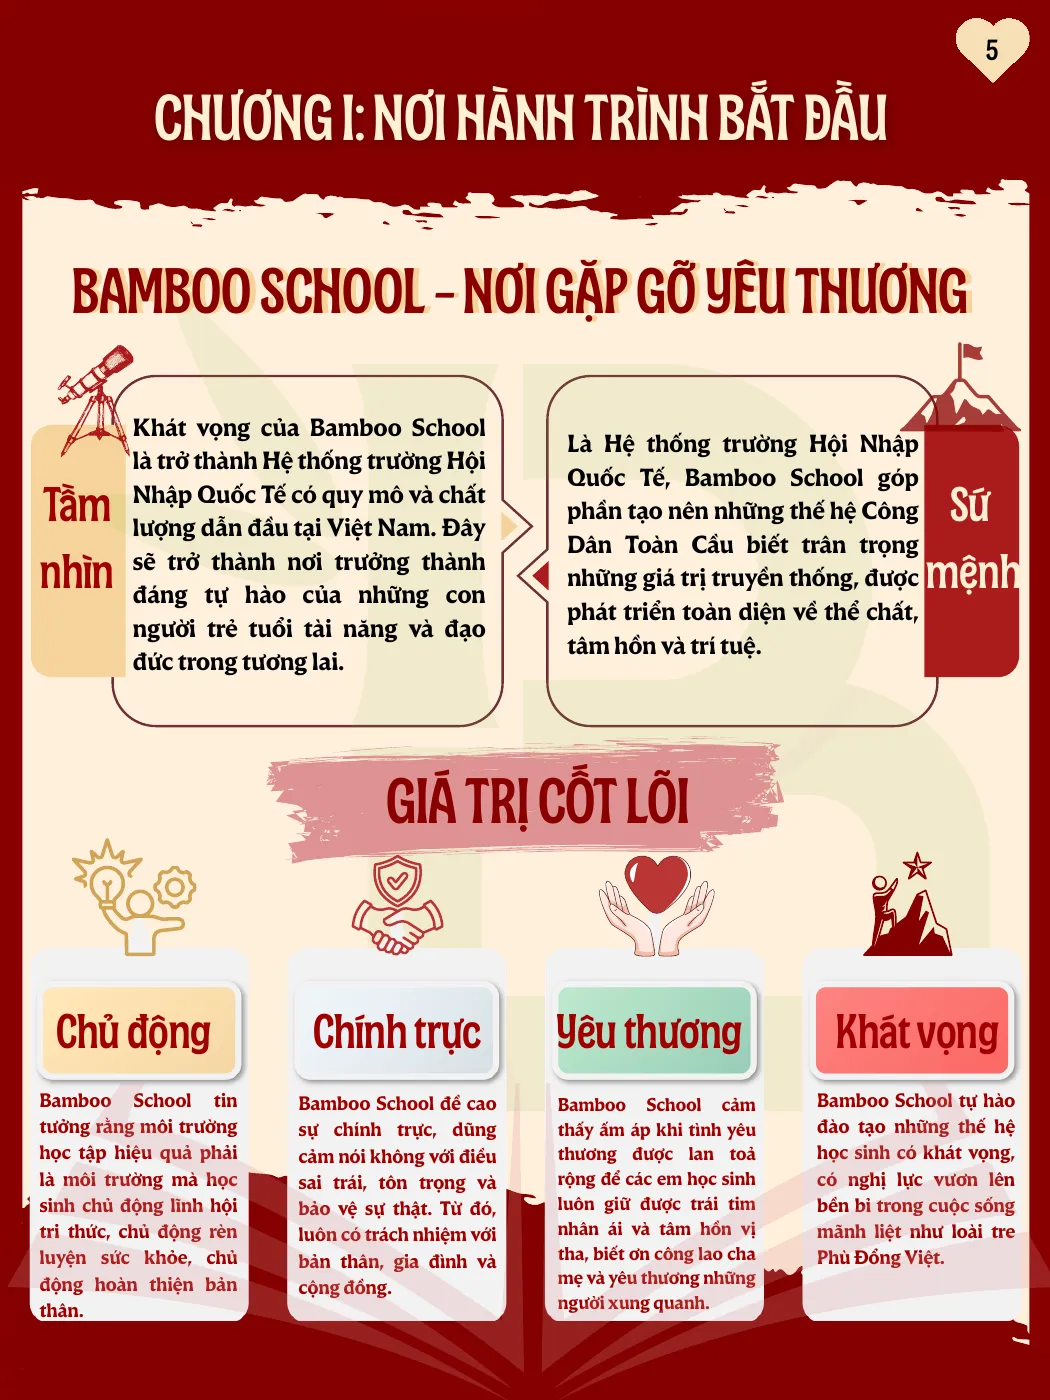 5
CHƯƠNG I: NƠI HÀNH TRÌNH BẮT ĐẦU
BAMBOO SCHOOL – NƠI GẶP GỠ YÊU THƯƠNG
Tầm
nhìn
Khát vọng của Bamboo School
là trở thành Hệ thống trường Hội
Nhập Quốc Tế có quy mô và chất
lượng dẫn đầu tại Việt Nam. Đây
sẽ trở thành nơi trưởng thành
đáng tự hào của những con
người trẻ tuổi tài năng và đạo
đức trong tương lai.
Là Hệ thống trường Hội Nhập
Quốc Tế, Bamboo School góp
phần tạo nên những thế hệ Công
Dân Toàn Cầu biết trân trọng
những giá trị truyền thống, được
phát triển toàn diện về thể chất,
tâm hồn và trí tuệ.
Sứ
mệnh
GIÁ TRỊ CỐT LÕI
Chủ động
Bamboo School tin
tưởng rằng môi trường
học tập hiệu quả phải
là môi trường mà học
sinh chủ động lĩnh hội
tri thức, chủ động rèn
luyện sức khỏe, chủ
động hoàn thiện bản
thân.
Chính trực
Bamboo School đề cao
sự chính trực, dũng
cảm nói không với điều
sai trái, tôn trọng và
bảo vệ sự thật. Từ đó,
luôn có trách nhiệm với
bản thân, gia đình và
cộng đồng.
Yêu thương
Bamboo School cảm
thấy ấm áp khi tình yêu
thương được lan toả
rộng để các em học sinh
luôn giữ được trái tim
nhân ái và tâm hồn vị
tha, biết ơn công lao cha
mẹ và yêu thương những
người xung quanh.
Khát vọng
Bamboo School tự hào
đào tạo những thế hệ
học sinh có khát vọng,
có nghị lực vươn lên
bền bỉ trong cuộc sống
mãnh liệt như loài tre
Phù Đổng Việt.